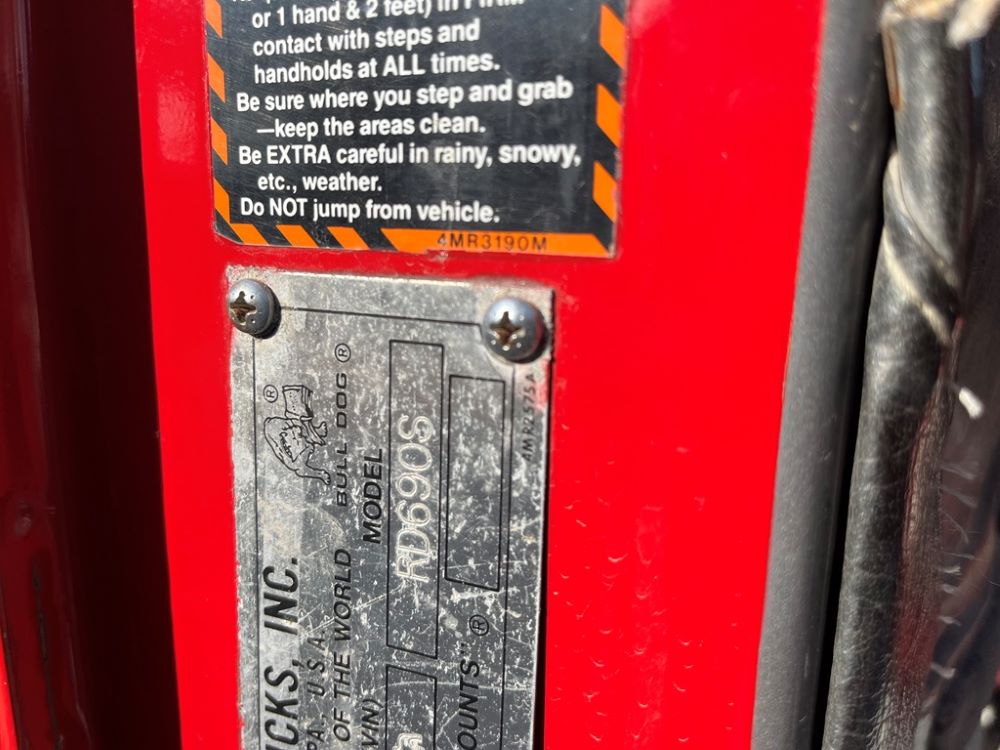 or 1 hand & 2 feet) in
contact with steps and
handholds at ALL times.
Be sure where you step and grab
—keep the areas clean.
Be EXTRA careful in rainy, snowy,
etc., weather.
Do NOT jump from vehicle.
4MR3190M
UCKS, INC.
PA, U.S.A.
OF THE WORLD BULL DOG®
®
VIN) MODEL
RD690S
OUNTS"®
4MR2575A